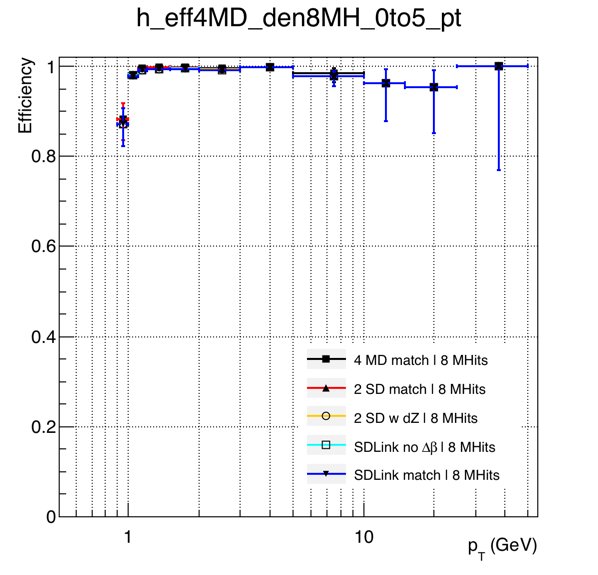 h_eff4MD_den8MH_0to5_pt
Efficiency
1
0.8
0.6
0.4
0.2
0
4 MD match | 8 MHits
2 SD match | 8 MHits
2 SD w dZ | 8 MHits
SDLink no Δβ | 8 MHits
SDLink match | 8 MHits
1
10
p_T (GeV)